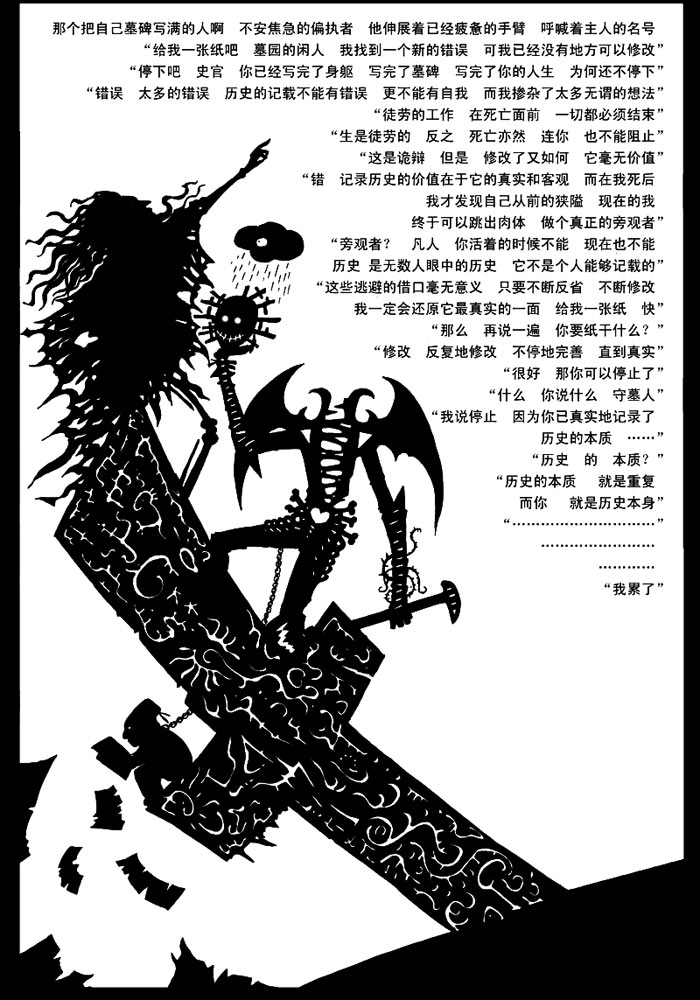 那个把自己墓碑写满的人啊 不安焦急的偏执者 他伸展着已经疲惫的手臂 呼喊着主人的名号
“给我一张纸吧 墓园的闲人 我找到一个新的错误 可我已经没有地方可以修改”
“停下吧 史官 你已经写完了身躯 写完了墓碑 写完了你的人生 为何还不停下”
“错误 太多的错误 历史的记载不能有错误 更不能有自我 而我掺杂了太多无谓的想法”
“徒劳的工作 在死亡面前 一切都必须结束”
“生是徒劳的 反之 死亡亦然 连你 也不能阻止”
“这是诡辩 但是 修改了又如何 它毫无价值”
“错 记录历史的价值在于它的真实和客观 而在我死后
我才发现自己从前的狭隘 现在的我
终于可以跳出肉体 做个真正的旁观者”
“旁观者？ 凡人 你活着的时候不能 现在也不能
历史 是无数人眼中的历史 它不是个人能够记载的”
“这些逃避的借口毫无意义 只要不断反省 不断修改
我一定会还原它最真实的一面 给我一张纸 快”
“那么 再说一遍 你要纸干什么？”
“修改 反复地修改 不停地完善 直到真实”
“很好 那你可以停止了”
“什么 你说什么 守墓人”
“我说停止 因为你已真实地记录了
历史的本质 ……”
“历史 的 本质？”
“历史的本质 就是重复
而你 就是历史本身”
“…………………………”
……………………
…………
“我累了”